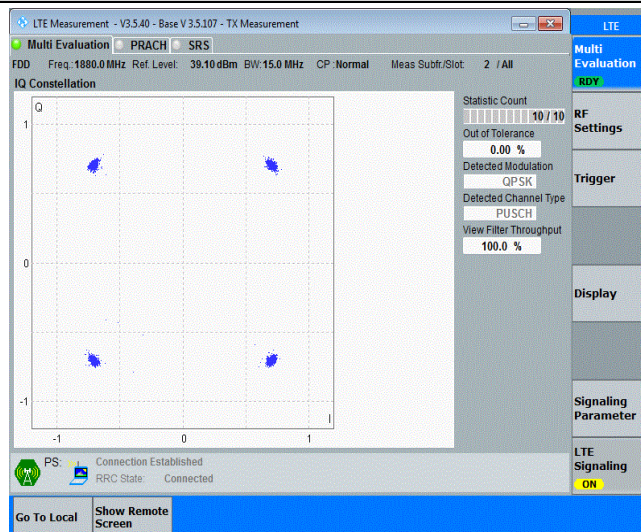 LTE Measurement - V3.5.40 - Base V 3.5.107 - TX Measurement
LTE
Multi Evaluation PRACH SRS
FDD Freq.:1880.0 MHz Ref. Level: 39.10 dBm BW:15.0 MHz CP :Normal Meas Subfr./Slot: 2 / All
IQ Constellation
Q
1
0
-1
I
-1 0 1
Statistic Count
10 / 10
Out of Tolerance
0.00 %
Detected Modulation
QPSK
Detected Channel Type
PUSCH
View Filter Throughput
100.0 %
Multi
Evaluation
RDY
RF
Settings
Trigger
Display
Signaling
Parameter
LTE
Signaling
ON
PS: Connection Established
RRC State: Connected
Go To Local
Show Remote
Screen